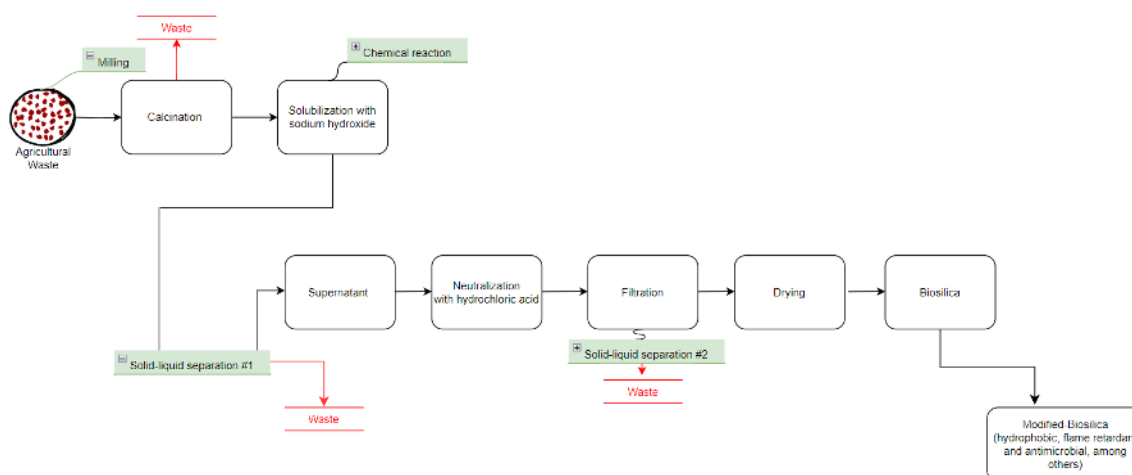 Waste
Milling
Chemical reaction
Calcination
Solubilization with
sodium hydroxide
Agricultural
Waste
Supernatant
Neutralization
with hydrochloric acid
Filtration
Drying
Biosilica
Solid-liquid separation #1
Solid-liquid separation #2
Waste
Waste
Modified-Biosilica
(hydrophobic, flame retardan
and antimicrobial, among
others)